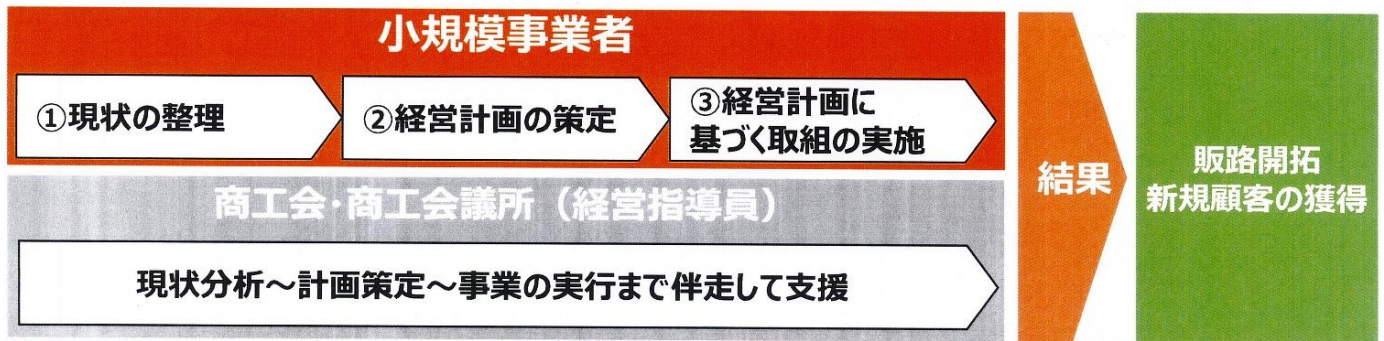 小規模事業者
①現状の整理
②経営計画の策定
③経営計画に
基づく取組の実施
商工会・商工会議所（経営指導員）
現状分析～計画策定～事業の実行まで伴走して支援
結果
販路開拓
新規顧客の獲得